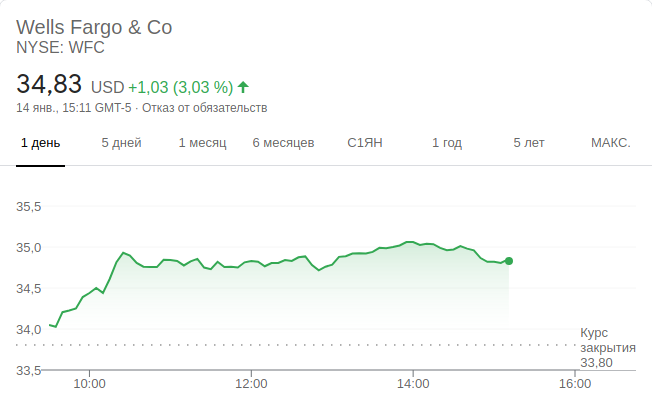 Wells Fargo & Co
NYSE: WFC
34,83 USD +1,03 (3,03 %)
14 янв., 15:11 GMT-5 · Отказ от обязательств
1 день 5 дней 1 месяц 6 месяцев С1ЯН 1 год 5 лет МАКС.
35,5
35,0
34,5
34,0
Курс
закрытия
33,80
33,5
10:00 12:00 14:00 16:00